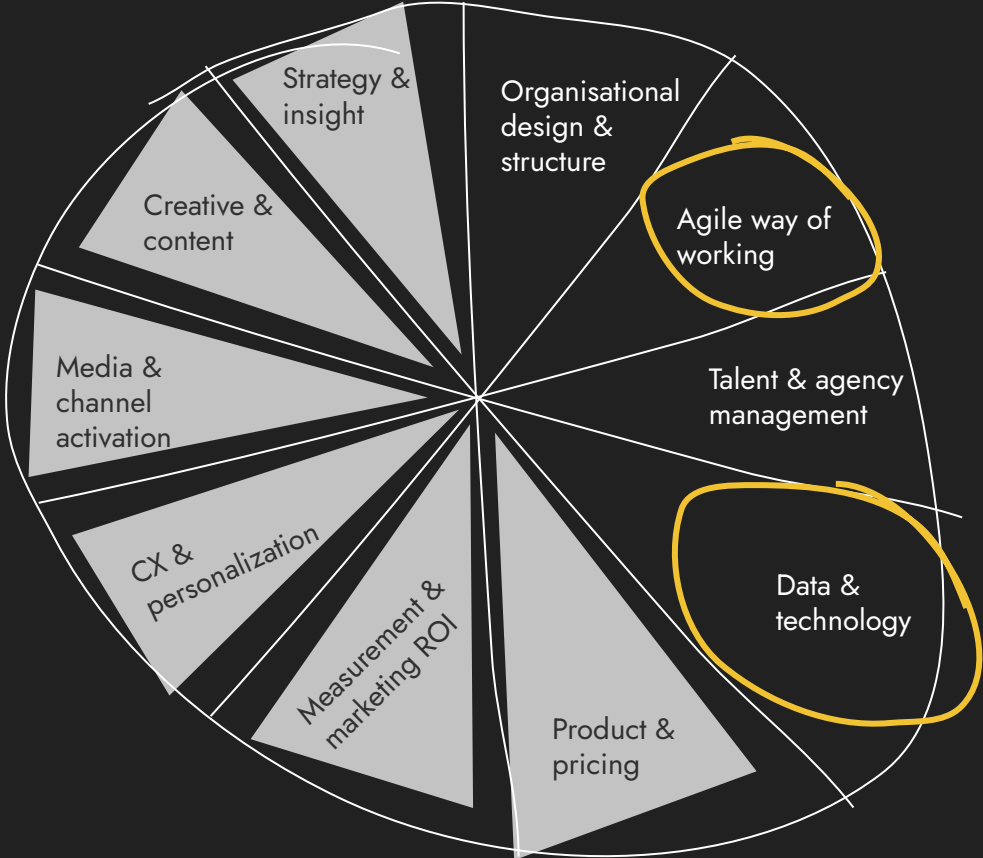 Strategy &
insight
Organisational
design &
structure
Creative &
content
Agile way of
working
Media &
channel
activation
Talent & agency
management
CX &
personalization
Data &
technology
Measurement &
marketing ROI
Product &
pricing